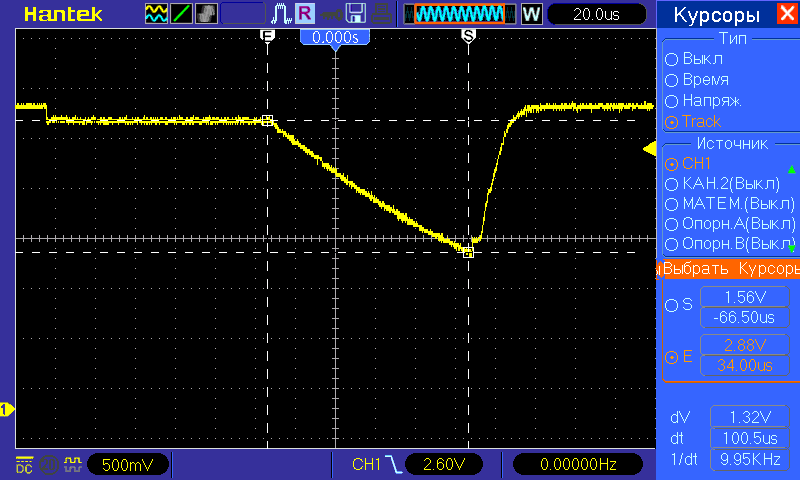 Hantek
R
W
20.0us
E
0.000s
S
1
DC
500mV
CH1
2.60V
0.00000Hz
Курсоры
Тип
Выкл
Время
Напряж.
Track
Источник
CH1
КАН.2(Выкл)
МАТЕМ.(Выкл)
Опорн.А(Выкл)
Опорн.В(Выкл)
Выбрать Курсоры
S
1.56V
-66.50us
E
2.88V
34.00us
dV 1.32V
dt 100.5us
1/dt 9.95KHz